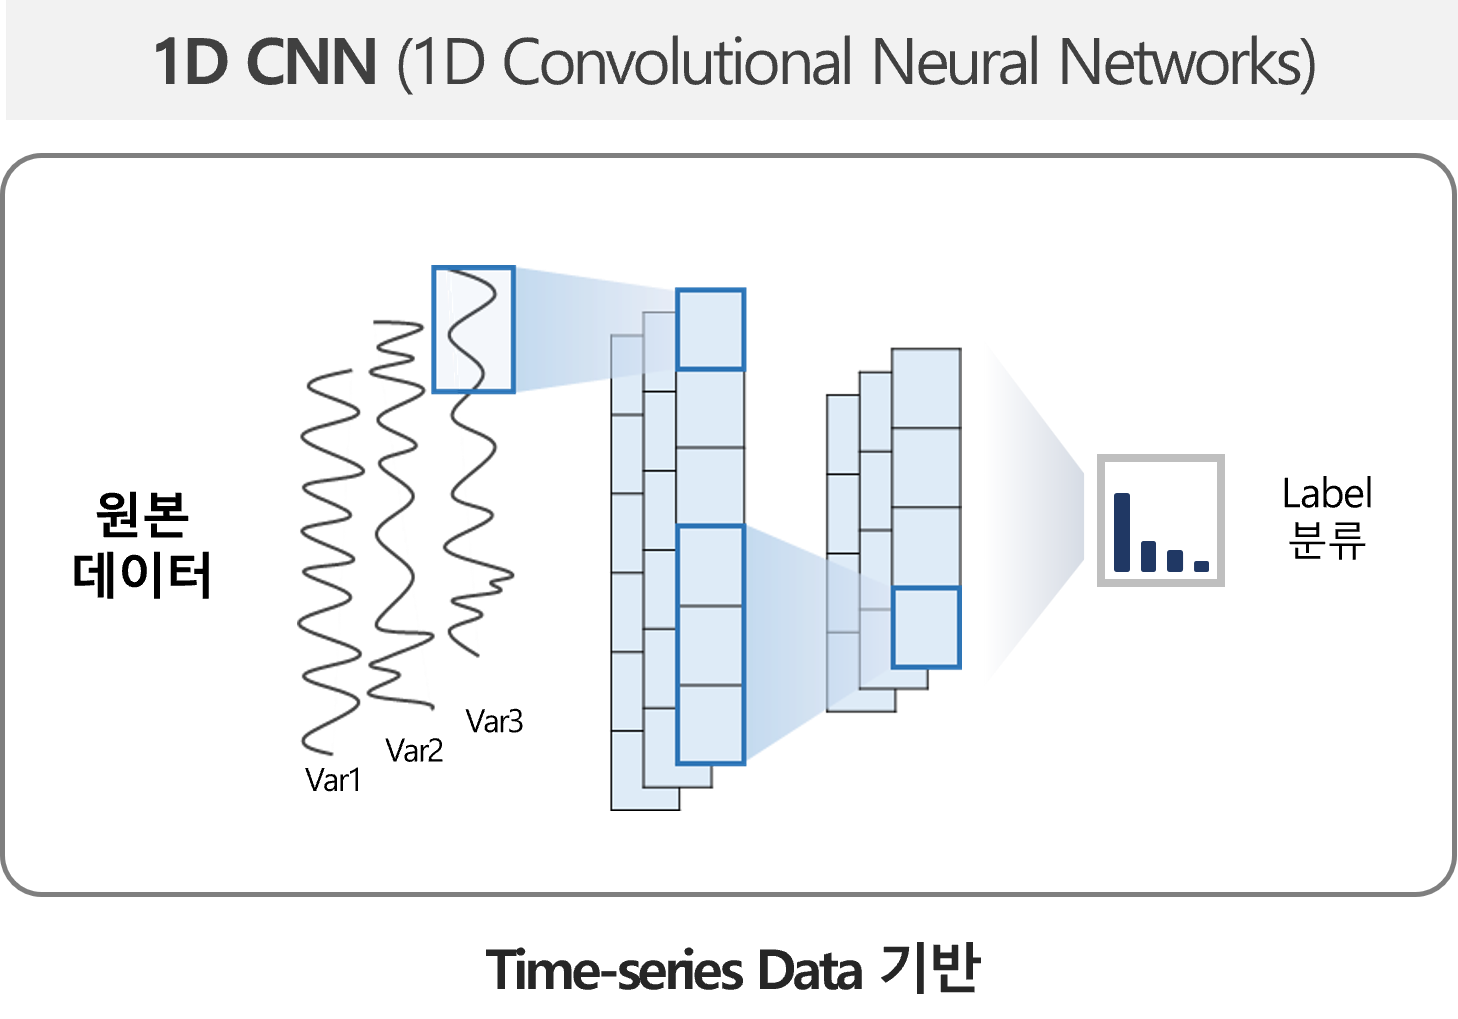 1D CNN (1D Convolutional Neural Networks)
원본
데이터
Var1
Var2
Var3
Label
분류
Time-series Data 기반